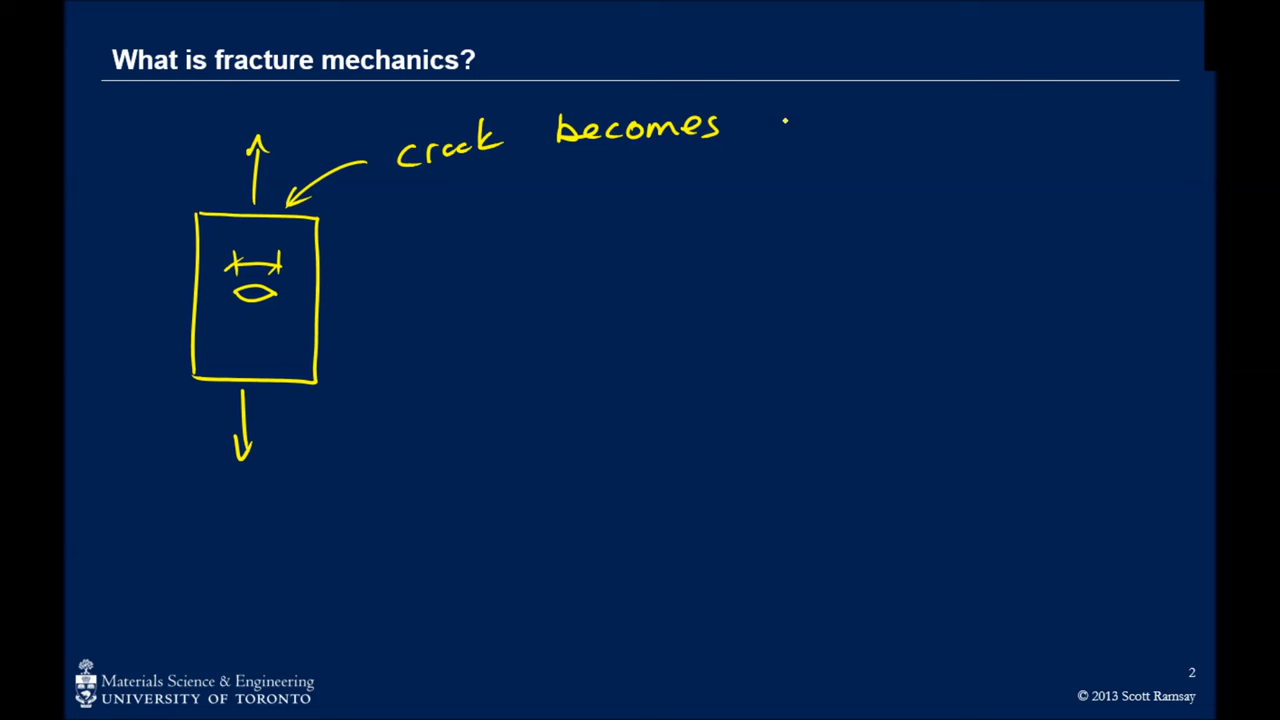 What is fracture mechanics?
crack becomes
Materials Science & Engineering
UNIVERSITY OF TORONTO
2
© 2013 Scott Ramsay